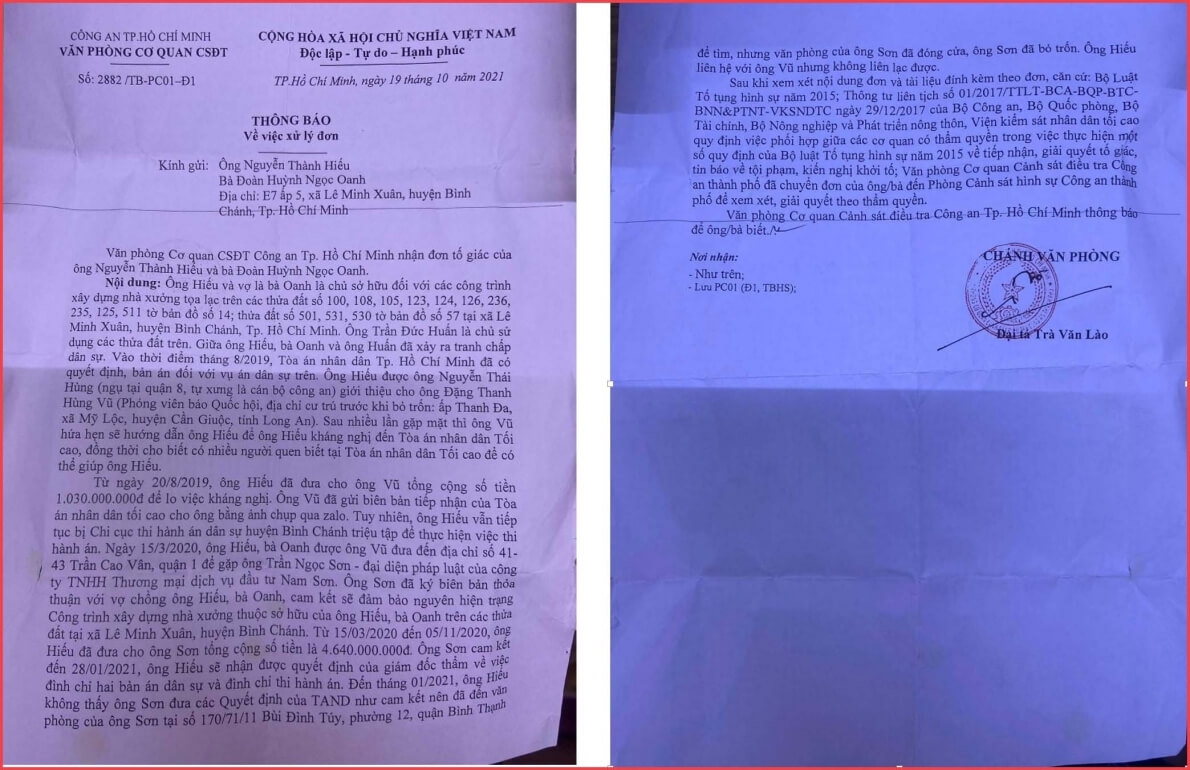 CÔNG AN TP.HỒ CHÍ MINH
VĂN PHÒNG CƠ QUAN CSĐT
Số: 2882 /TB-PC01–Đ1
CỘNG HÒA XÃ HỘI CHỦ NGHĨA VIỆT NAM
Độc lập - Tự do – Hạnh phúc
TP.Hồ Chí Minh, ngày 19 tháng 10 năm 2021
THÔNG BÁO
Về việc xử lý đơn
Kính gửi: Ông Nguyễn Thành Hiếu
Bà Đoàn Huỳnh Ngọc Oanh
Địa chỉ: E7 ấp 5, xã Lê Minh Xuân, huyện Bình
Chánh, Tp. Hồ Chí Minh
Văn phòng Cơ quan CSĐT Công an Tp. Hồ Chí Minh nhận đơn tố giác của
ông Nguyễn Thành Hiếu và bà Đoàn Huỳnh Ngọc Oanh.
Nội dung: Ông Hiếu và vợ là bà Oanh là chủ sở hữu đối với các công trình
xây dựng nhà xưởng tọa lạc trên các thửa đất số 100, 108, 105, 123, 124, 126, 236,
235, 125, 511 tờ bản đồ số 14; thửa đất số 501, 531, 530 tờ bản đồ số 57 tại xã Lê
Minh Xuân, huyện Bình Chánh, Tp. Hồ Chí Minh. Ông Trần Đức Huấn là chủ sử
dụng các thửa đất trên. Giữa ông Hiếu, bà Oanh và ông Huấn đã xảy ra tranh chấp
dân sự. Vào thời điểm tháng 8/2019, Tòa án nhân dân Tp. Hồ Chí Minh đã có
quyết định, bản án đối với vụ án dân sự trên. Ông Hiếu được ông Nguyễn Thái
Hùng (ngụ tại quận 8, tự xưng là cán bộ công an) giới thiệu cho ông Đặng Thanh
Hùng Vũ (Phóng viên báo Quốc hội, địa chỉ cư trú trước khi bỏ trốn: ấp Thanh Đa,
xã Mỹ Lộc, huyện Cần Giuộc, tỉnh Long An). Sau nhiều lần gặp mặt thì ông Vũ
hứa hẹn sẽ hướng dẫn ông Hiếu để ông Hiếu kháng nghị đến Tòa án nhân dân Tối
cao, đồng thời cho biết có nhiều người quen biết tại Tòa án nhân dân Tối cao để có
thể giúp ông Hiếu.
Từ ngày 20/8/2019, ông Hiếu đã đưa cho ông Vũ tổng cộng số tiền
1.030.000.000đ để lo việc kháng nghị. Ông Vũ đã gửi biên bản tiếp nhận của Tòa
án nhân dân tối cao cho ông bằng ảnh chụp qua zalo. Tuy nhiên, ông Hiếu vẫn tiếp
tục bị Chi cục thi hành án dân sự huyện Bình Chánh triệu tập để thực hiện việc thi
hành án. Ngày 15/3/2020, ông Hiếu, bà Oanh được ông Vũ đưa đến địa chỉ số 41-
43 Trần Cao Vân, quận 1 để gặp ông Trần Ngọc Sơn - đại diện pháp luật của công
ty TNHH Thương mại dịch vụ đầu tư Nam Sơn. Ông Sơn đã ký biên bản thỏa
thuận với vợ chồng ông Hiếu, bà Oanh, cam kết sẽ đảm bảo nguyên hiện trạng
Công trình xây dựng nhà xưởng thuộc sở hữu của ông Hiếu, bà Oanh trên các thửa
đất tại xã Lê Minh Xuân, huyện Bình Chánh. Từ 15/03/2020 đến 05/11/2020, ông
Hiếu đã đưa cho ông Sơn tổng cộng số tiền là 4.640.000.000đ. Ông Sơn cam kết
đến 28/01/2021, ông Hiếu sẽ nhận được quyết định của giám đốc thẩm về việc
đình chỉ hai bản án dân sự và đình chỉ thi hành án. Đến tháng 01/2021, ông Hiếu
không thấy ông Sơn đưa các Quyết định của TAND như cam kết nên đã đến văn
phòng của ông Sơn tại số 170/71/11 Bùi Đình Túy, phường 12, quận Bình Thạnh
để tìm, nhưng văn phòng của ông Sơn đã đóng cửa, ông Sơn đã bỏ trốn. Ông Hiếu
liên hệ với ông Vũ nhưng không liên lạc được.
Sau khi xem xét nội dung đơn và tài liệu đính kèm theo đơn, căn cứ: Bộ Luật
Tố tụng hình sự năm 2015; Thông tư liên tịch số 01/2017/TTLT-BCA-BQP-BTC-
BNN&PTNT-VKSNDTC ngày 29/12/2017 của Bộ Công an, Bộ Quốc phòng, Bộ
Tài chính, Bộ Nông nghiệp và Phát triển nông thôn, Viện kiểm sát nhân dân tối cao
quy định việc phối hợp giữa các cơ quan có thẩm quyền trong việc thực hiện một
số quy định của Bộ luật Tố tụng hình sự năm 2015 về tiếp nhận, giải quyết tố giác,
tin báo về tội phạm, kiến nghị khởi tố; Văn phòng Cơ quan Cảnh sát điều tra Công
an thành phố đã chuyển đơn của ông/bà đến Phòng Cảnh sát hình sự Công an thành
phố để xem xét, giải quyết theo thẩm quyền.
Văn phòng Cơ quan Cảnh sát điều tra Công an Tp. Hồ Chí Minh thông báo
để ông/bà biết./.
Nơi nhận:
- Như trên;
- Lưu PC01 (Đ1, TBHS);
CHÁNH VĂN PHÒNG
Đại tá Trà Văn Lào